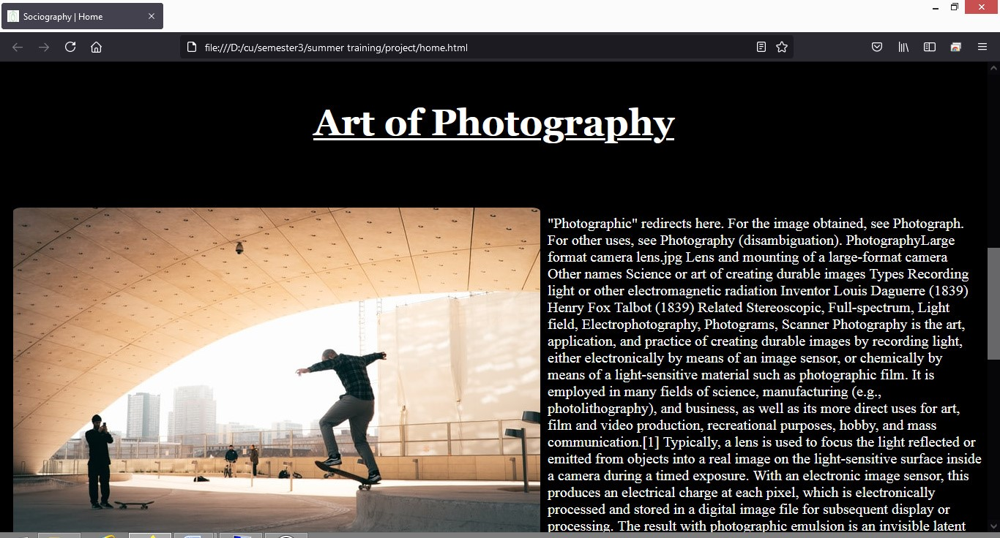 Sociography | Home
file:///D:/cu/semester3/summer training/project/home.html
Art of Photography
"Photographic" redirects here. For the image obtained, see Photograph.
For other uses, see Photography (disambiguation). PhotographyLarge
format camera lens.jpg Lens and mounting of a large-format camera
Other names Science or art of creating durable images Types Recording
light or other electromagnetic radiation Inventor Louis Daguerre (1839)
Henry Fox Talbot (1839) Related Stereoscopic, Full-spectrum, Light
field, Electrophotography, Photograms, Scanner Photography is the art,
application, and practice of creating durable images by recording light,
either electronically by means of an image sensor, or chemically by
means of a light-sensitive material such as photographic film. It is
employed in many fields of science, manufacturing (e.g.,
photolithography), and business, as well as its more direct uses for art,
film and video production, recreational purposes, hobby, and mass
communication.[1] Typically, a lens is used to focus the light reflected or
emitted from objects into a real image on the light-sensitive surface inside
a camera during a timed exposure. With an electronic image sensor, this
produces an electrical charge at each pixel, which is electronically
processed and stored in a digital image file for subsequent display or
processing. The result with photographic emulsion is an invisible latent